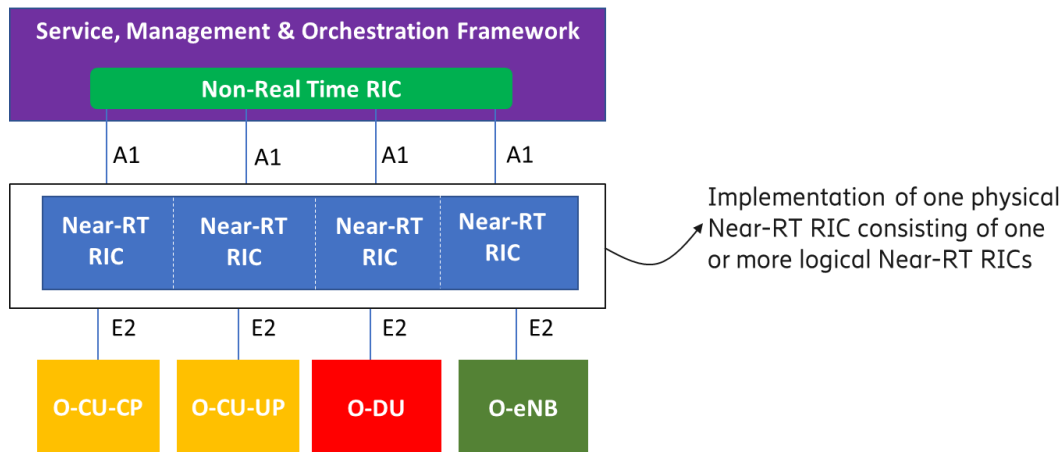 Service, Management & Orchestration Framework
Non-Real Time RIC
A1 A1 A1 A1
Near-RT RIC
Near-RT RIC
Near-RT RIC
Near-RT RIC
Implementation of one physical
Near-RT RIC consisting of one
or more logical Near-RT RICs
E2 E2 E2 E2
O-CU-CP O-CU-UP O-DU O-eNB